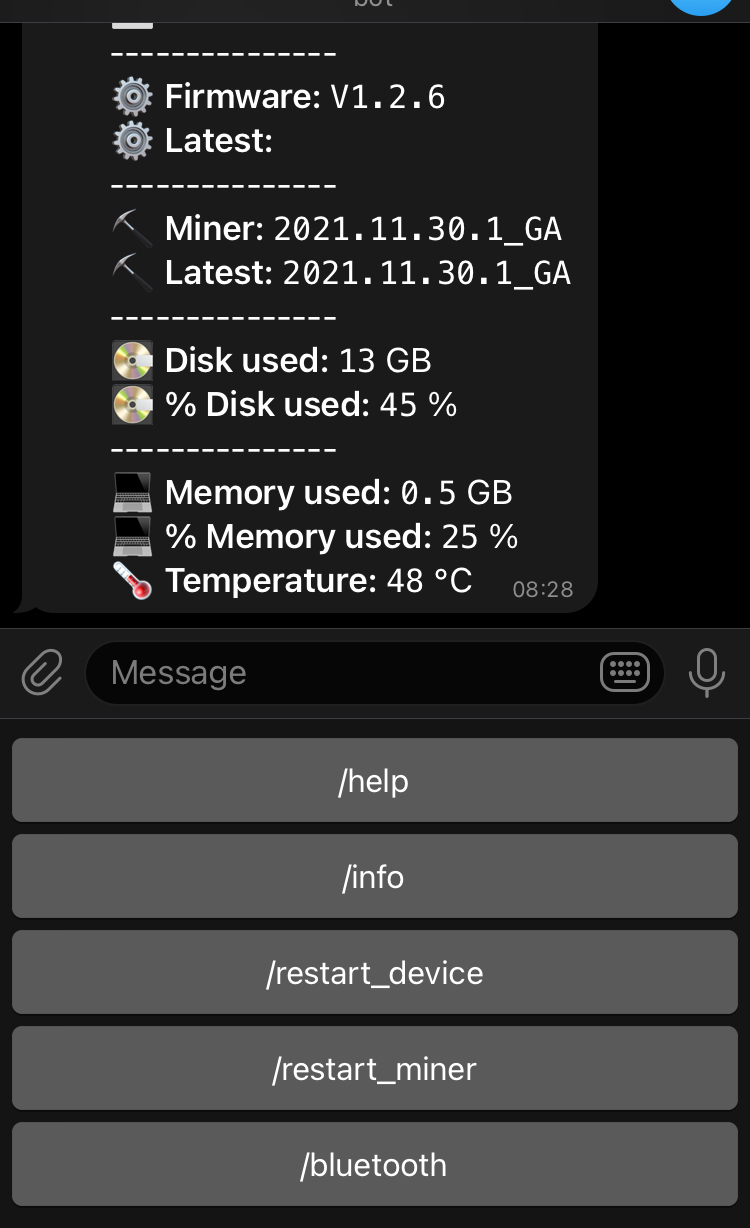 bot
---------------
Firmware: V1.2.6
Latest:
---------------
Miner: 2021.11.30.1_GA
Latest: 2021.11.30.1_GA
---------------
Disk used: 13 GB
% Disk used: 45 %
---------------
Memory used: 0.5 GB
% Memory used: 25 %
Temperature: 48 °C
08:28
Message
/help
/info
/restart_device
/restart_miner
/bluetooth